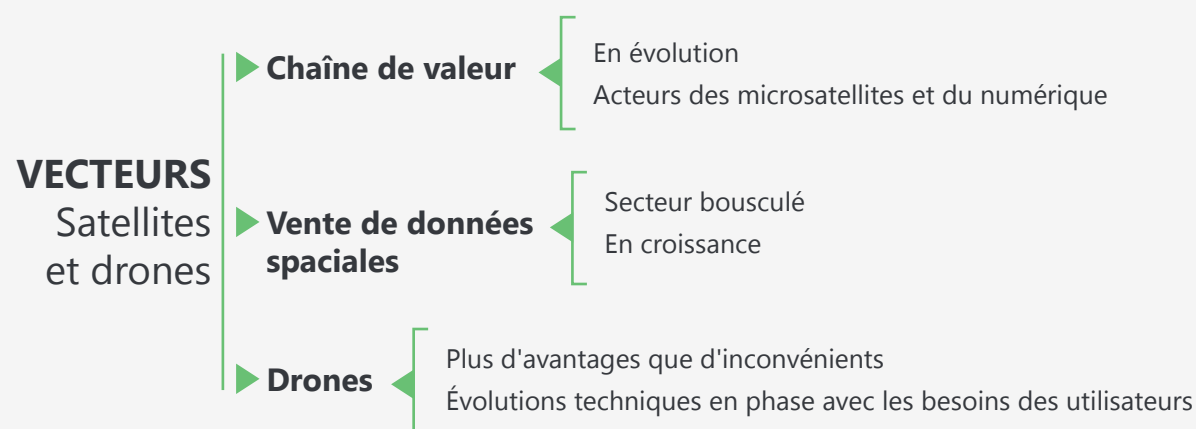 VECTEURS
Satellites
et drones
Chaîne de valeur
En évolution
Acteurs des microsatellites et du numérique
Vente de données
spaciales
Secteur bousculé
En croissance
Drones
Plus d'avantages que d'inconvénients
Évolutions techniques en phase avec les besoins des utilisateurs